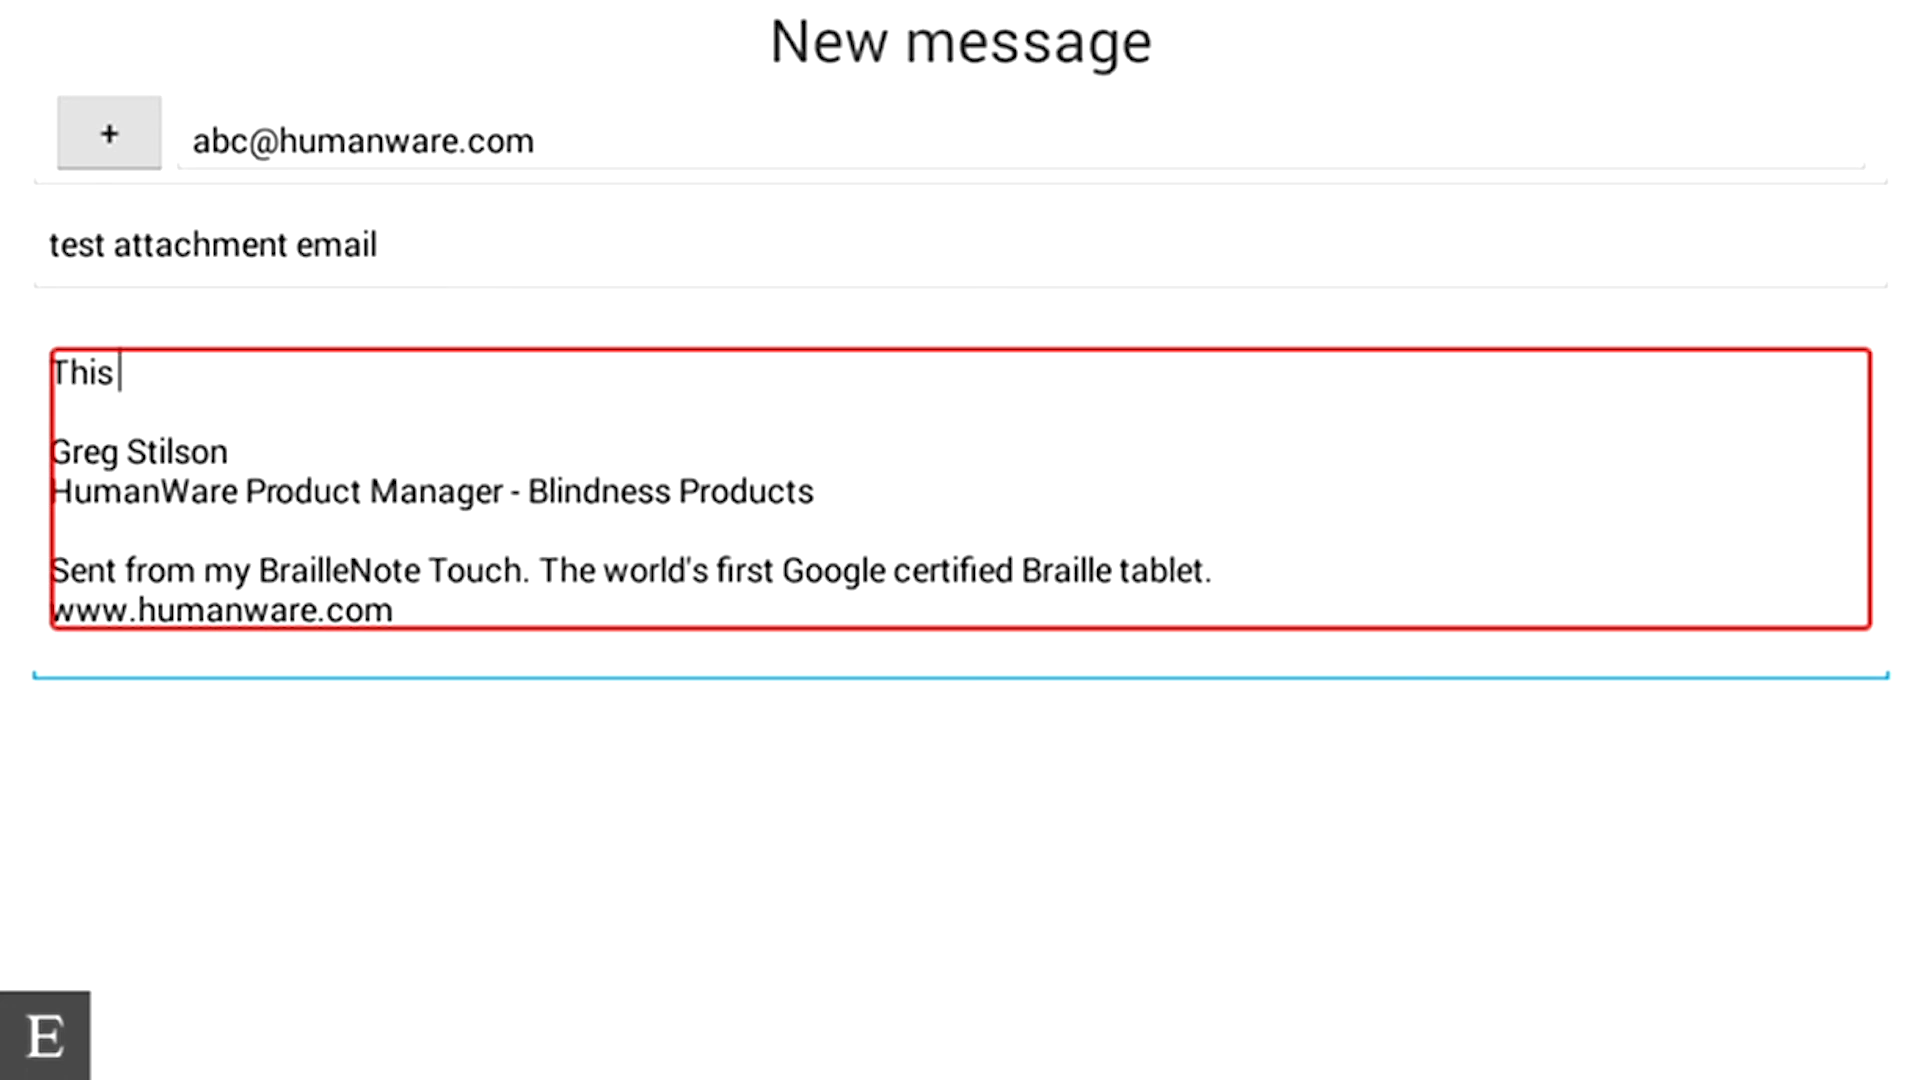 New message
+ abc@humanware.com
test attachment email
This
Greg Stilson
HumanWare Product Manager - Blindness Products
Sent from my BrailleNote Touch. The world's first Google certified Braille tablet.
www.humanware.com
E